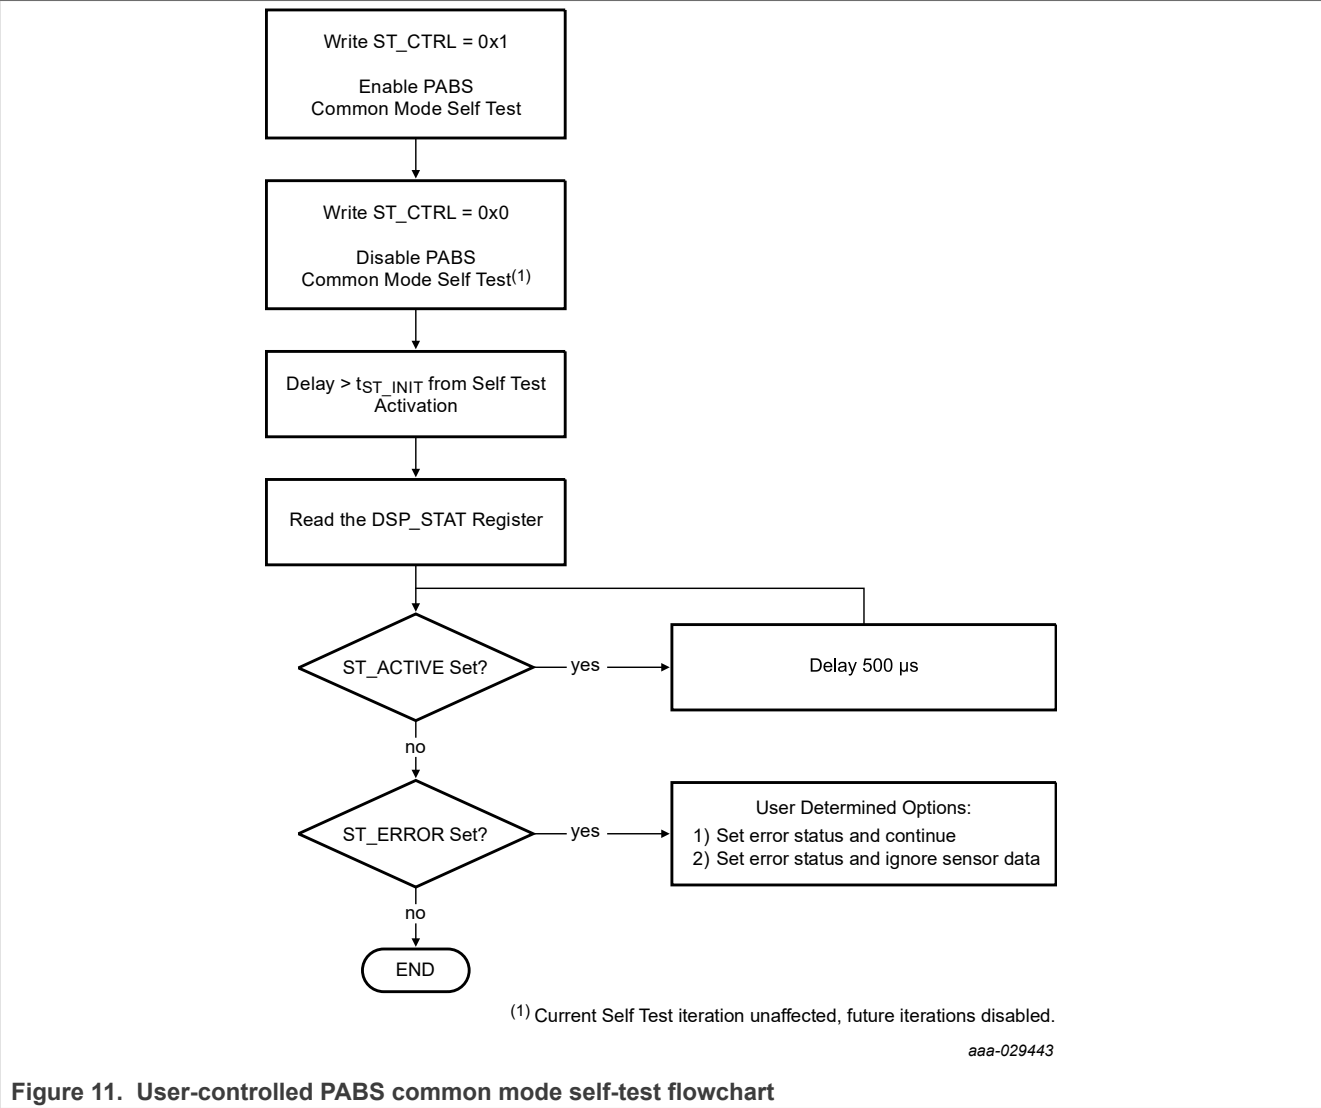 Write ST_CTRL = 0x1
Enable PABS
Common Mode Self Test
Write ST_CTRL = 0x0
Disable PABS
Common Mode Self Test(1)
Delay > tST_INIT from Self Test
Activation
Read the DSP_STAT Register
ST_ACTIVE Set?
yes
Delay 500 µs
no
ST_ERROR Set?
yes
User Determined Options:
1) Set error status and continue
2) Set error status and ignore sensor data
no
END
(1) Current Self Test iteration unaffected, future iterations disabled.
aaa-029443
Figure 11. User-controlled PABS common mode self-test flowchart